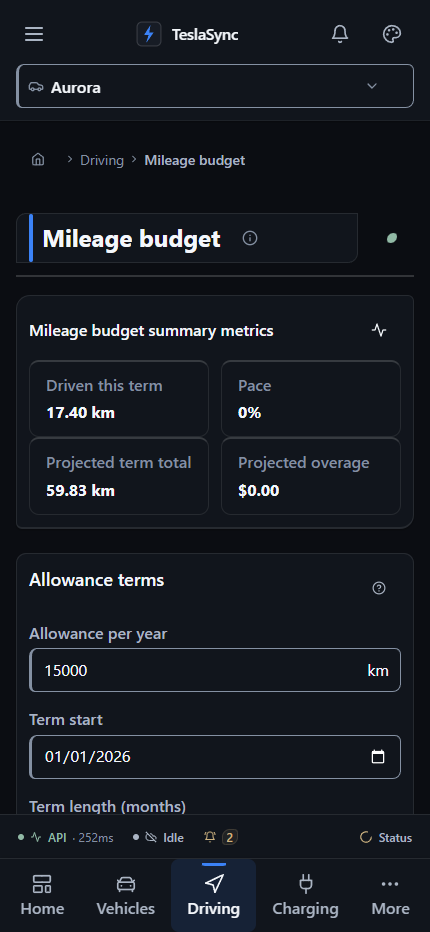 TeslaSync
Aurora
Driving
Mileage budget
Mileage budget
Mileage budget summary metrics
Driven this term
17.40 km
Pace
0%
Projected term total
59.83 km
Projected overage
$0.00
Allowance terms
Allowance per year
15000 km
Term start
01/01/2026
Term length (months)
API · 252ms Idle 2 Status
Home Vehicles Driving Charging More